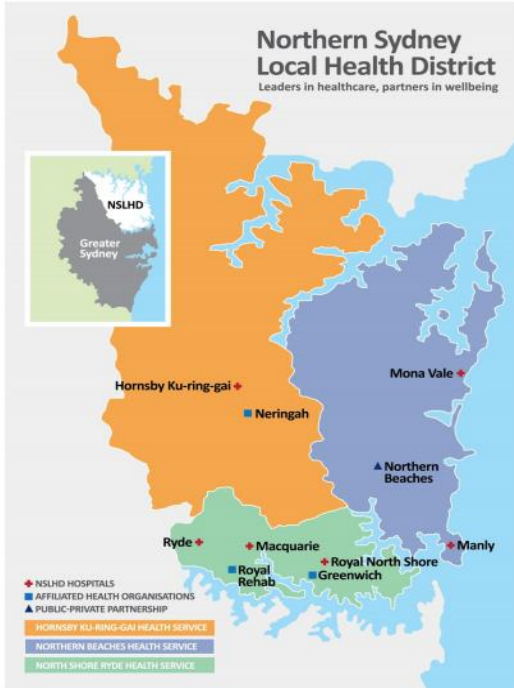 Northern Sydney
Local Health District
Leaders in healthcare, partners in wellbeing
NSLHD
Greater
Sydney
Mona Vale
Hornsby Ku-ring-gai
Neringah
Northern
Beaches
Ryde
Macquarie
Manly
Royal North Shore
Royal
Rehab
Greenwich
NSLHD HOSPITALS
AFFILIATED HEALTH ORGANISATIONS
PUBLIC-PRIVATE PARTNERSHIP
HORNSBY KU-RING-GAI HEALTH SERVICE
NORTHERN BEACHES HEALTH SERVICE
NORTH SHORE RYDE HEALTH SERVICE